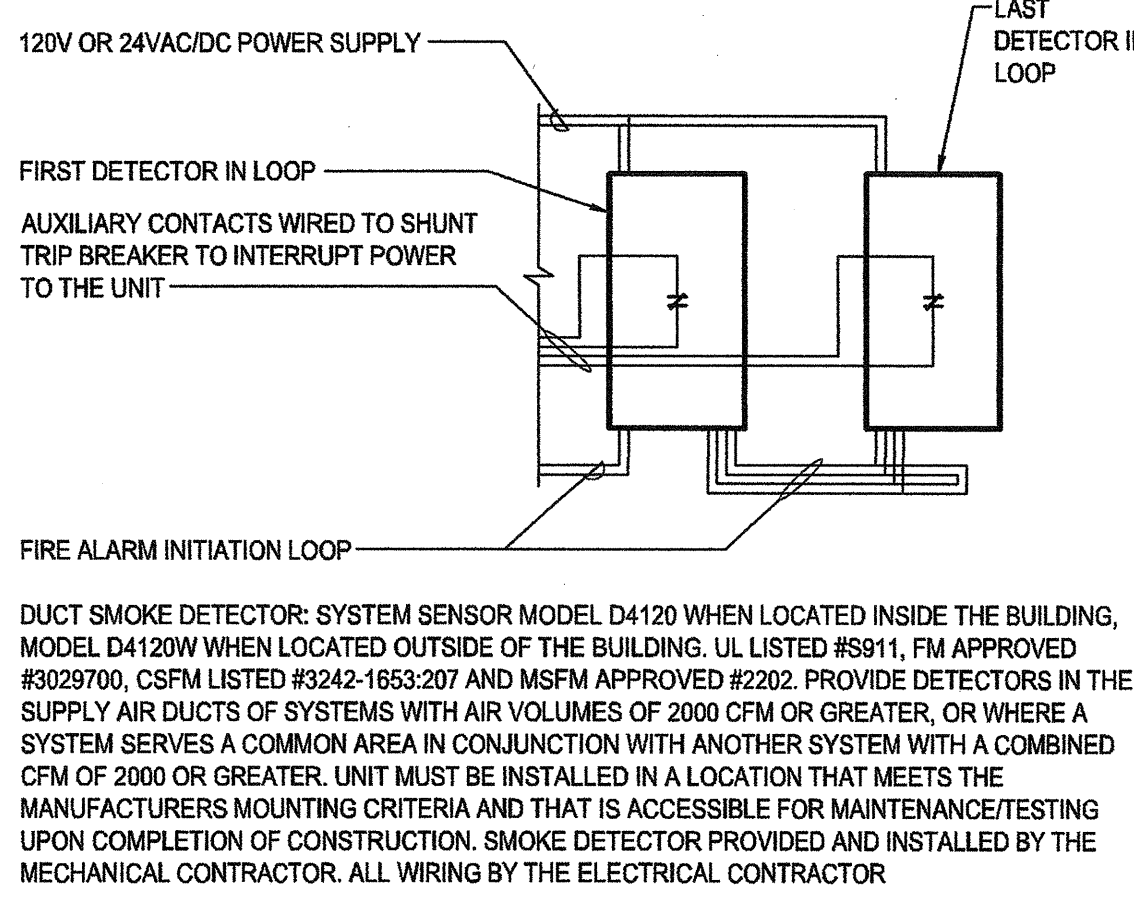 LAST
DETECTOR
LOOP
120V OR 24VAC/DC POWER SUPPLY
FIRST DETECTOR IN LOOP
AUXILIARY CONTACTS WIRED TO SHUNT
TRIP BREAKER TO INTERRUPT POWER
TO THE UNIT
FIRE ALARM INITIATION LOOP
DUCT SMOKE DETECTOR: SYSTEM SENSOR MODEL D4120 WHEN LOCATED INSIDE THE BUILDING,
MODEL D4120W WHEN LOCATED OUTSIDE OF THE BUILDING. UL LISTED #S911, FM APPROVED
#3029700, CSFM LISTED #3242-1653:207 AND MSFM APPROVED #2202. PROVIDE DETECTORS IN THE
SUPPLY AIR DUCTS OF SYSTEMS WITH AIR VOLUMES OF 2000 CFM OR GREATER, OR WHERE A
SYSTEM SERVES A COMMON AREA IN CONJUNCTION WITH ANOTHER SYSTEM WITH A COMBINED
CFM OF 2000 OR GREATER. UNIT MUST BE INSTALLED IN A LOCATION THAT MEETS THE
MANUFACTURERS MOUNTING CRITERIA AND THAT IS ACCESSIBLE FOR MAINTENANCE/TESTING
UPON COMPLETION OF CONSTRUCTION. SMOKE DETECTOR PROVIDED AND INSTALLED BY THE
MECHANICAL CONTRACTOR. ALL WIRING BY THE ELECTRICAL CONTRACTOR